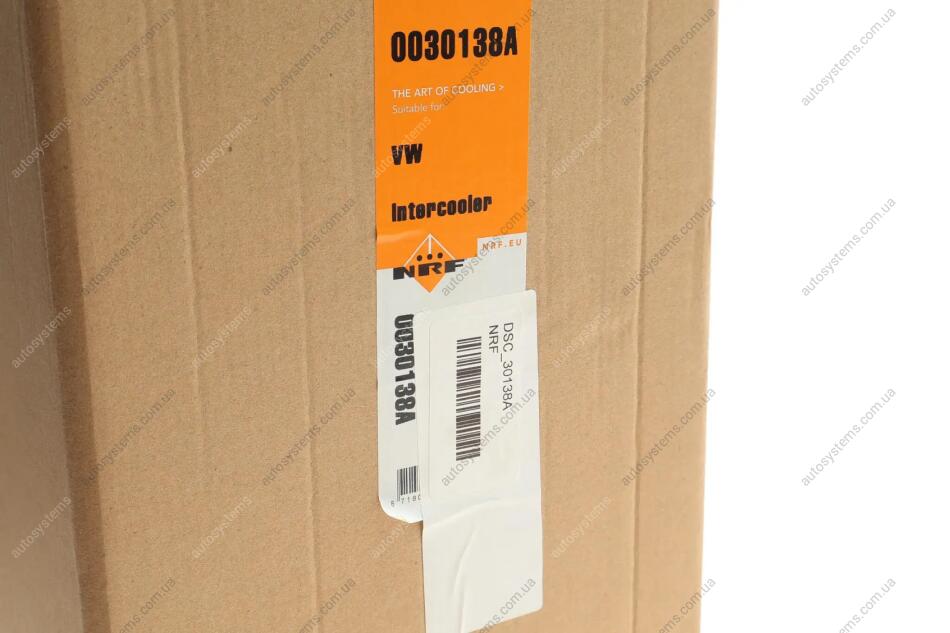 0030138A
THE ART OF COOLING >
Suitable for:
VW
Intercooler
NRF.EU
NRF
0030138A
DSC_30138A
NRF
autosystems.com.ua